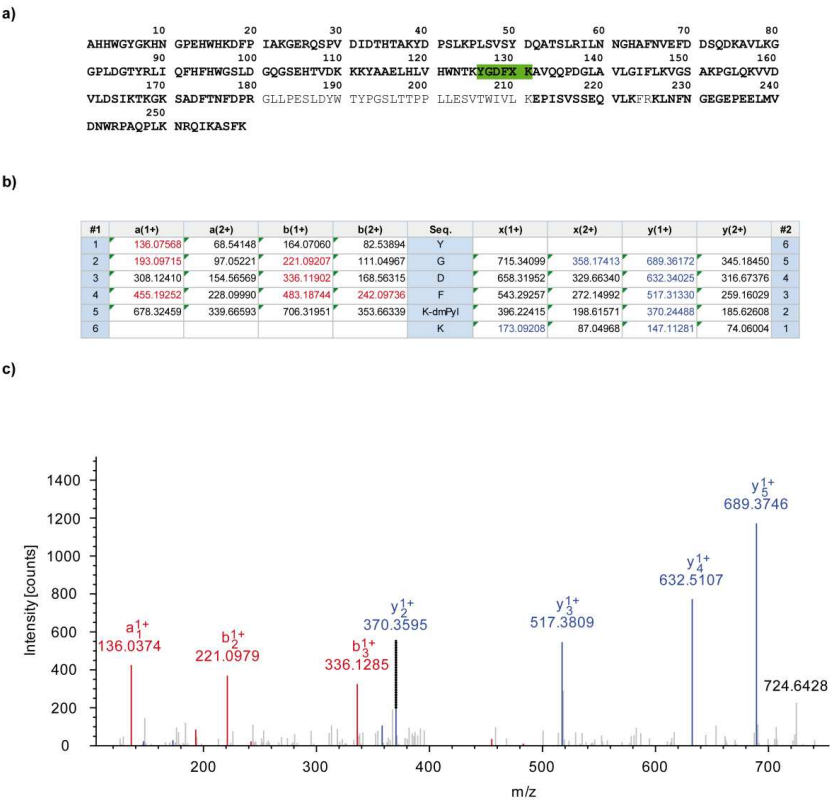 a)
10 20 30 40 50 60 70 80
AHHWGYGKHN GPEHWHKDFP IAKGERQSPV DIDTHTAKYD PSLKPLSVSY DQATSLRILN NGHAFNVEFD DSQDKAVLKG
90 100 110 120 130 140 150 160
GPLDGTYRLI QFHFHWGSLD GQGSEHTVDK KKYAAELHLV HWNTKYGDFX KAVQQPDGLA VLGIFLKVGS AKPGLQKVVD
170 180 190 200 210 220 230 240
VLDSIKTKGK SADFTNFDPR GLLPESLDYW TYPGSLTTPP LLESVTWIVL KEPISVSSEQ VLKFRKLNFN GEGEPEELMV
250
DNWRPAQPLK NRQIKASFK
b)
#1 a(1+) a(2+) b(1+) b(2+) Seq. x(1+) x(2+) y(1+) y(2+) #2
1 136.07568 68.54148 164.07060 82.53894 Y 6
2 193.09715 97.05221 221.09207 111.04967 G 715.34099 358.17413 689.36172 345.18450 5
3 308.12410 154.56569 336.11902 168.56315 D 658.31952 329.66340 632.34025 316.67376 4
4 455.19252 228.09990 483.18744 242.09736 F 543.29257 272.14992 517.31330 259.16029 3
5 678.32459 339.66593 706.31951 353.66339 K-dmPyl 396.22415 198.61571 370.24488 185.62608 2
6 K 173.09208 87.04968 147.11281 74.06004 1
c)
Intensity [counts]
1400
1200
1000
800
600
400
200
0
a1 1+
136.0374
b2 1+
221.0979
b3 1+
336.1285
y2 1+
370.3595
y3 1+
517.3809
y4 1+
632.5107
y5 1+
689.3746
724.6428
200 300 400 500 600 700
m/z